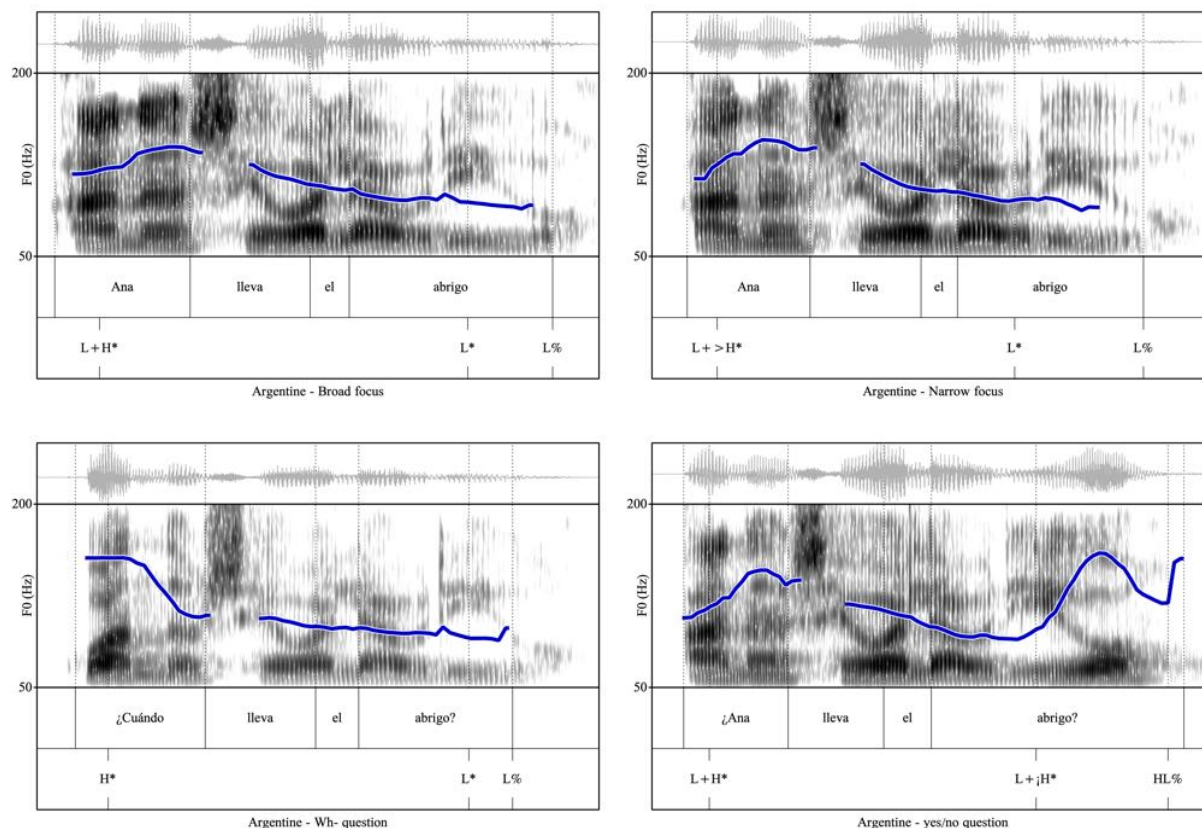 200
F0 (Hz)
50
Ana lleva el abrigo
L+H* L* L%
Argentine - Broad focus
200
F0 (Hz)
50
Ana lleva el abrigo
L+>H* L* L%
Argentine - Narrow focus
200
F0 (Hz)
50
¿Cuándo lleva el abrigo?
H* L* L%
Argentine - Wh- question
200
F0 (Hz)
50
¿Ana lleva el abrigo?
L+H* L+¡H* HL%
Argentine - yes/no question